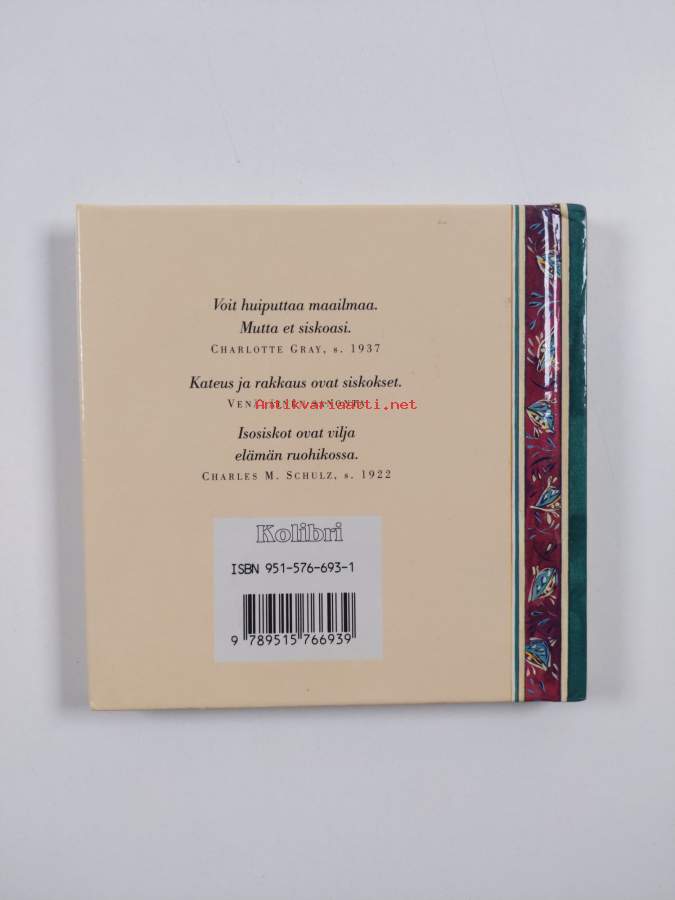 Voit huiputtaa maailmaa.
Mutta et siskoasi.
CHARLOTTE GRAY, s. 1937
Kateus ja rakkaus ovat siskokset.
Antikvariaatti.net
Isosiskot ovat vilja
elämän ruohikossa.
CHARLES M. SCHULZ, s. 1922
Kolibri
ISBN 951-576-693-1
9 789515 766939